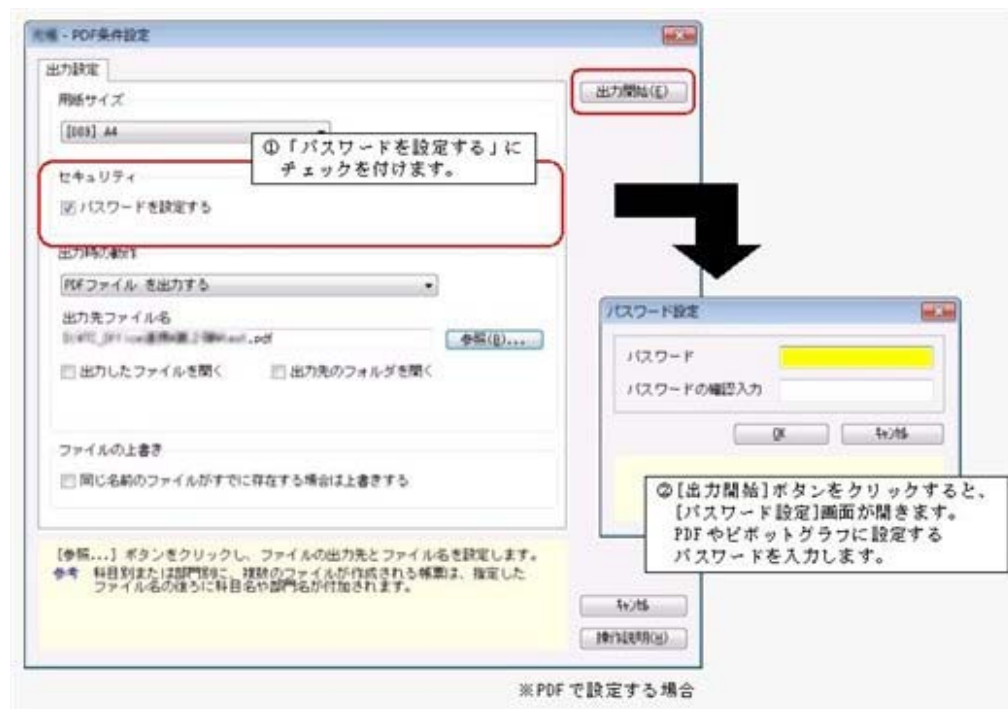 - PDF条件設定
出力設定
出力開始(E)
用紙サイズ
[003] A4
①「パスワードを設定する」に
チェックを付けます。
セキュリティ
パスワードを設定する
出力時の動作
PDFファイル を出力する
出力先ファイル名
.pdf
参照(B)...
出力したファイルを開く
出力先のフォルダを開く
ファイルの上書き
同じ名前のファイルがすでに存在する場合は上書きする
[参照...] ボタンをクリックし、ファイルの出力先とファイル名を設定します。
参考 科目別または部門別に、複数のファイルが作成される帳票は、指定した
ファイル名の後ろに科目名や部門名が付加されます。
キャンセル
操作説明(H)
パスワード設定
パスワード
パスワードの確認入力
OK
キャンセル
②[出力開始]ボタンをクリックすると、
[パスワード設定]画面が開きます。
PDFやピボットグラフに設定する
パスワードを入力します。
※PDFで設定する場合